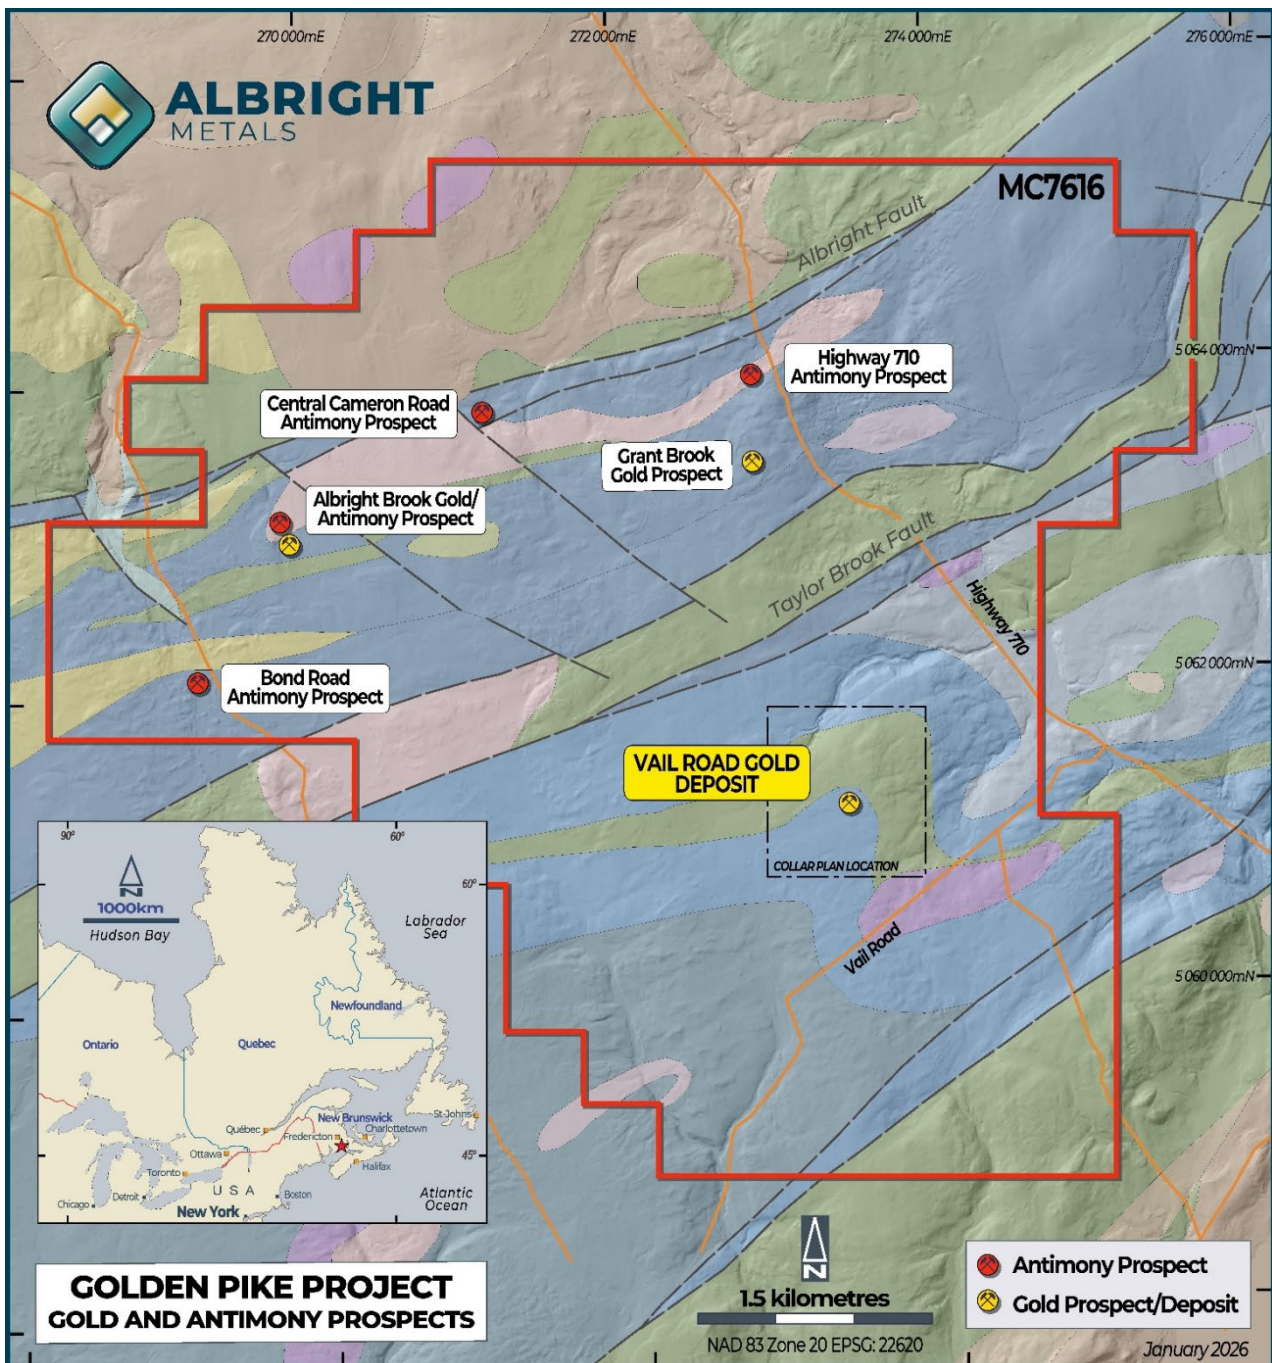 270 000mE
272 000mE
274 000mE
276 000mE
ALBRIGHT
METALS
MC7616
Albright Fault
5 064 000mN
Highway 710
Antimony Prospect
Central Cameron Road
Antimony Prospect
Grant Brook
Gold Prospect
Albright Brook Gold/
Antimony Prospect
Taylor Brook Fault
Highway 710
5 062 000mN
Bond Road
Antimony Prospect
VAIL ROAD GOLD
DEPOSIT
COLLAR PLAN LOCATION
Vail Road
5 060 000mN
90°
60°
N
1000km
Hudson Bay
60°
Labrador
Sea
Newfoundland
Ontario
Quebec
New Brunswick
St-Johns
Québec
Fredericton
Charlottetown
Ottawa
45°
Toronto
Halifax
USA
Chicago
Detroit
Boston
New York
Atlantic
Ocean
GOLDEN PIKE PROJECT
GOLD AND ANTIMONY PROSPECTS
N
1.5 kilometres
NAD 83 Zone 20 EPSG: 22620
Antimony Prospect
Gold Prospect/Deposit
January 2026